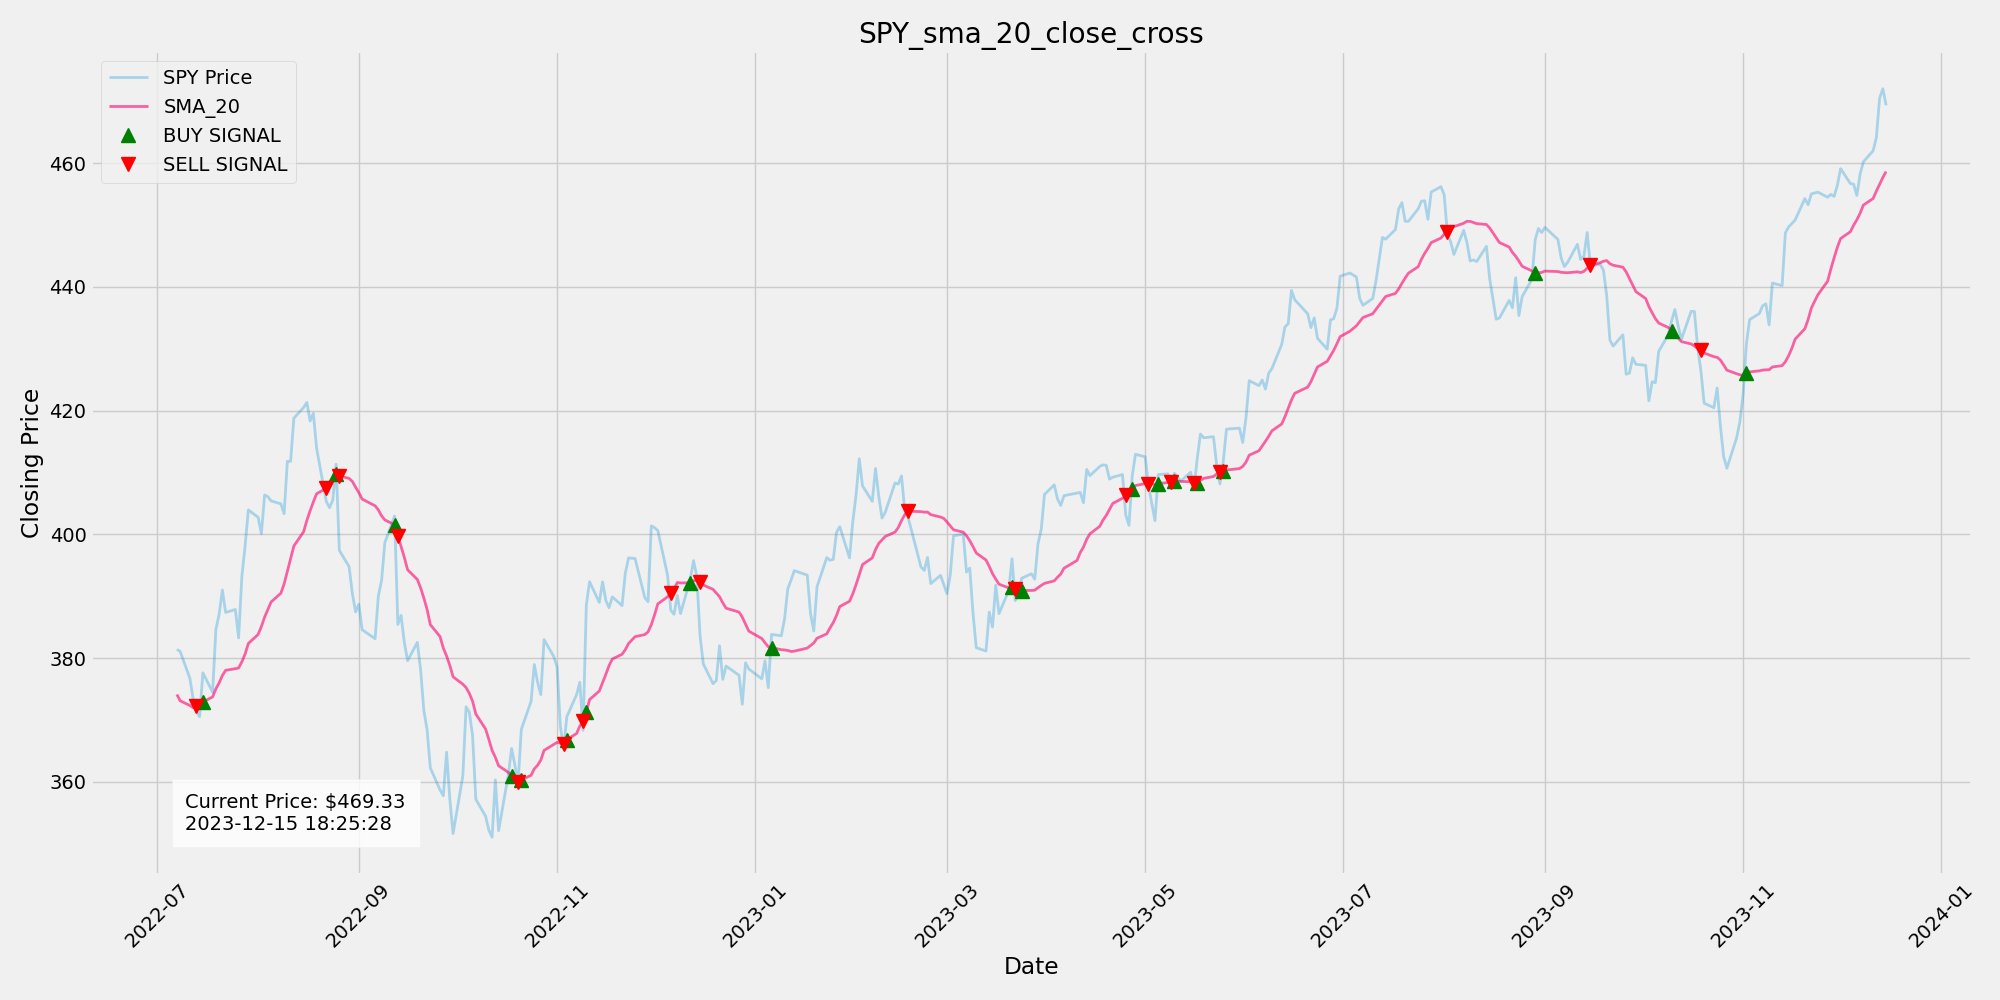 SPY_sma_20_close_cross
SPY Price
SMA_20
BUY SIGNAL
SELL SIGNAL
Closing Price
460
440
420
400
380
360
Current Price: $469.33
2023-12-15 18:25:28
2022-07
2022-09
2022-11
2023-01
2023-03
2023-05
2023-07
2023-09
2023-11
2024-01
Date